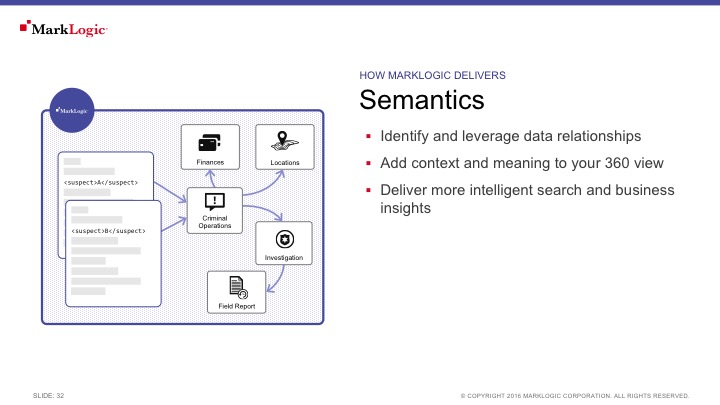 MarkLogic
HOW MARKLOGIC DELIVERS
Semantics
Identify and leverage data relationships
Add context and meaning to your 360 view
Deliver more intelligent search and business
insights
MarkLogic
Finances
Locations
<suspect>A</suspect>
Criminal
Operations
<suspect>B</suspect>
Investigation
Field Report
SLIDE: 32
© COPYRIGHT 2016 MARKLOGIC CORPORATION. ALL RIGHTS RESERVED.